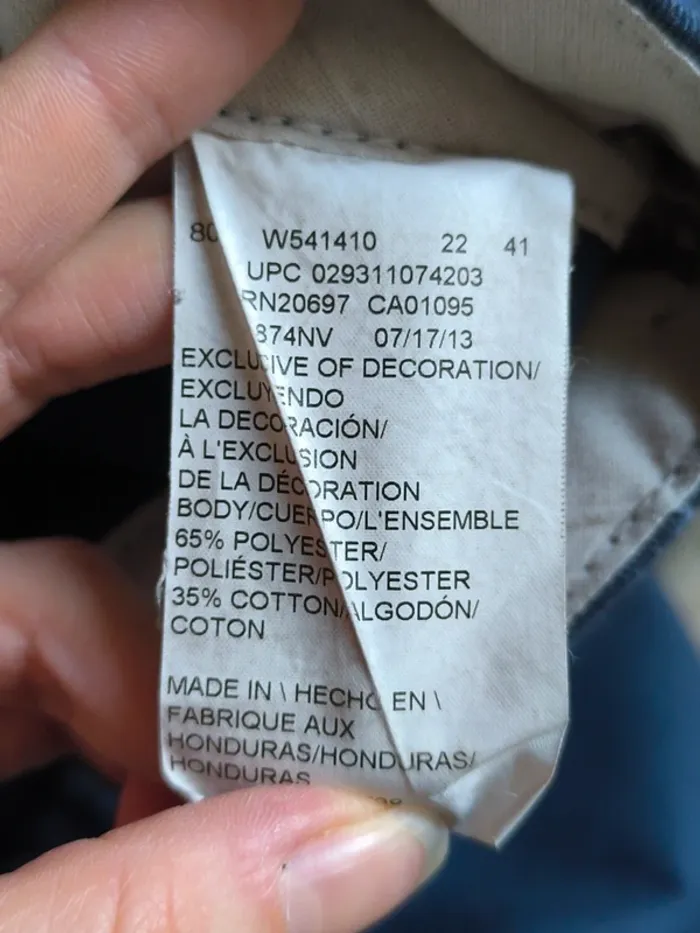 80 W541410 22 41
UPC 029311074203
RN20697 CA01095
874NV 07/17/13
EXCLUSIVE OF DECORATION/
EXCLUYENDO
LA DECORACIÓN/
À L'EXCLUSION
DE LA DÉCORATION
BODY/CUERPO/L'ENSEMBLE
65% POLYESTER/
POLIÉSTER/POLYESTER
35% COTTON/ALGODÓN/
COTON
MADE IN \ HECHO EN \
FABRIQUE AUX
HONDURAS/HONDURAS/
HONDURAS